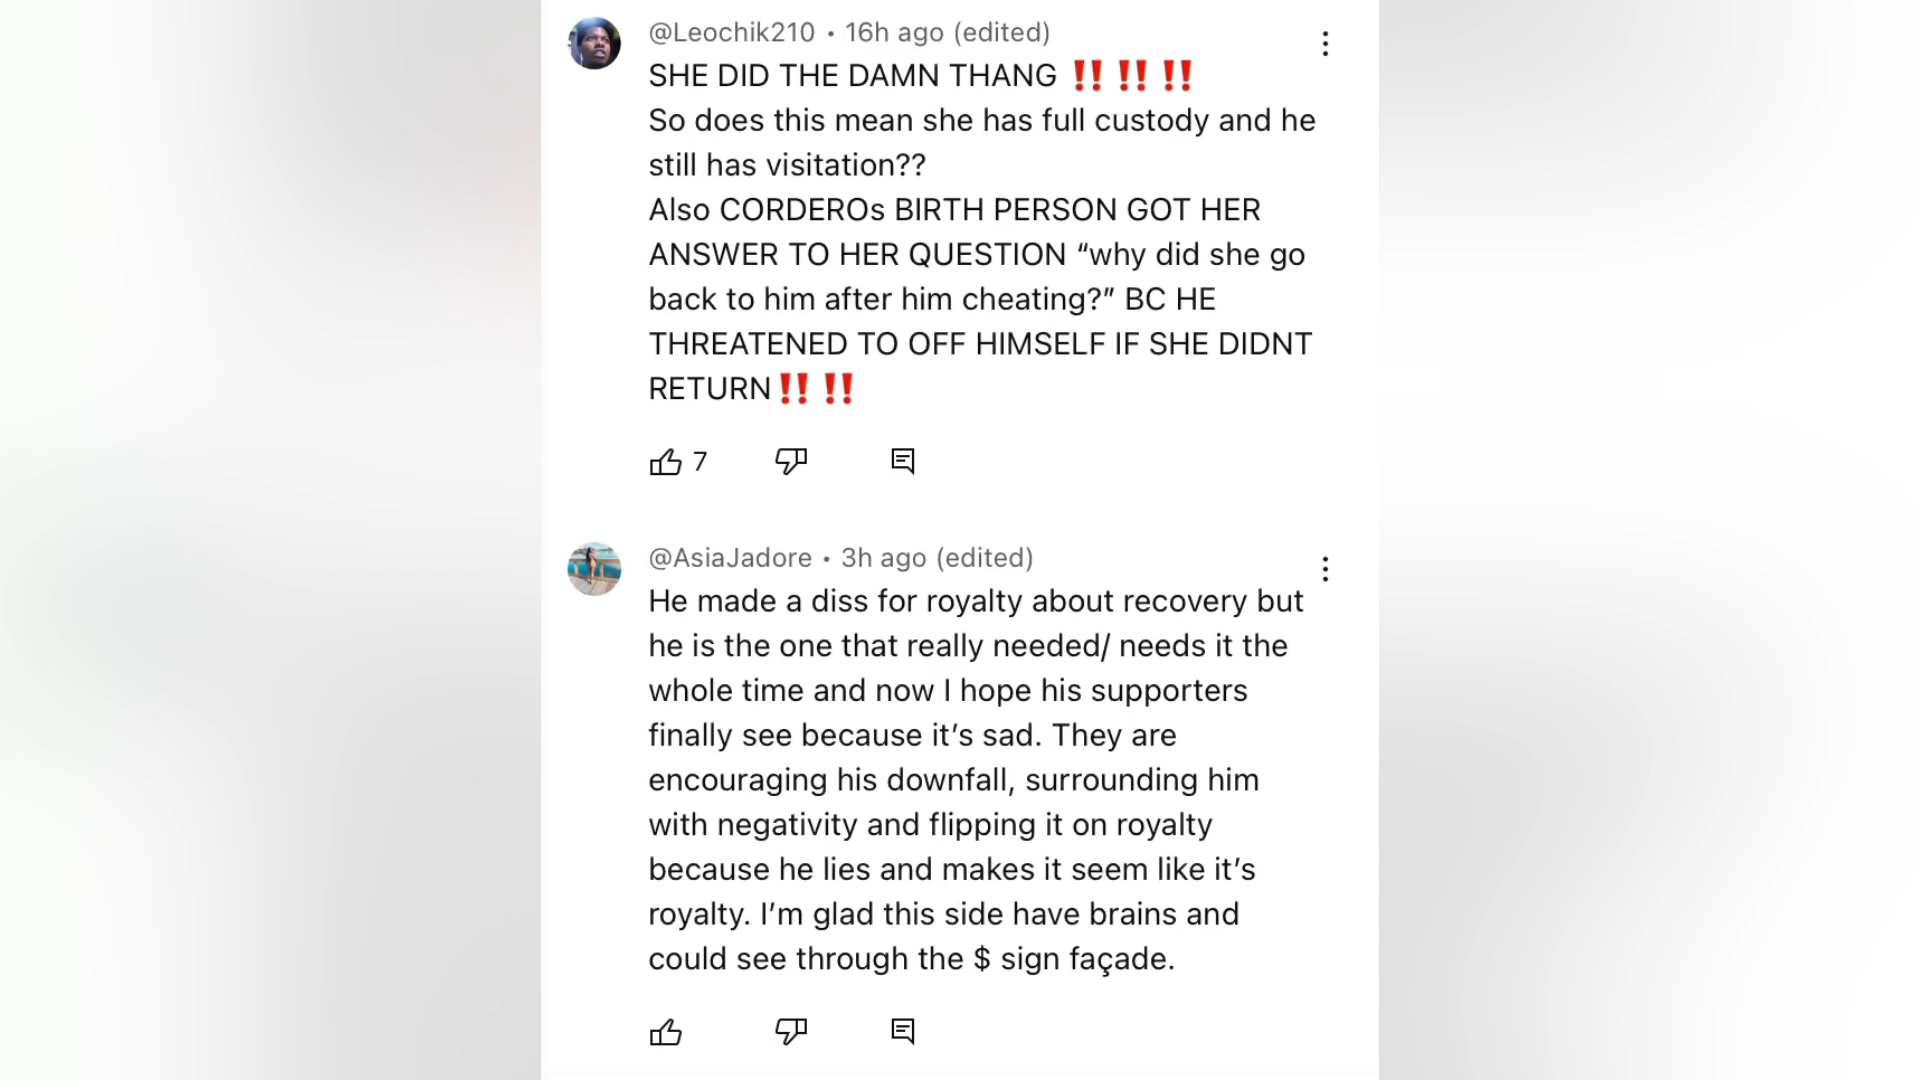 @Leochik210 • 16h ago (edited)
SHE DID THE DAMN THANG ‼️ ‼️ ‼️
So does this mean she has full custody and he
still has visitation??
Also CORDEROs BIRTH PERSON GOT HER
ANSWER TO HER QUESTION “why did she go
back to him after him cheating?” BC HE
THREATENED TO OFF HIMSELF IF SHE DIDNT
RETURN‼️ ‼️
7
@AsiaJadore • 3h ago (edited)
He made a diss for royalty about recovery but
he is the one that really needed/ needs it the
whole time and now I hope his supporters
finally see because it’s sad. They are
encouraging his downfall, surrounding him
with negativity and flipping it on royalty
because he lies and makes it seem like it’s
royalty. I’m glad this side have brains and
could see through the $ sign façade.